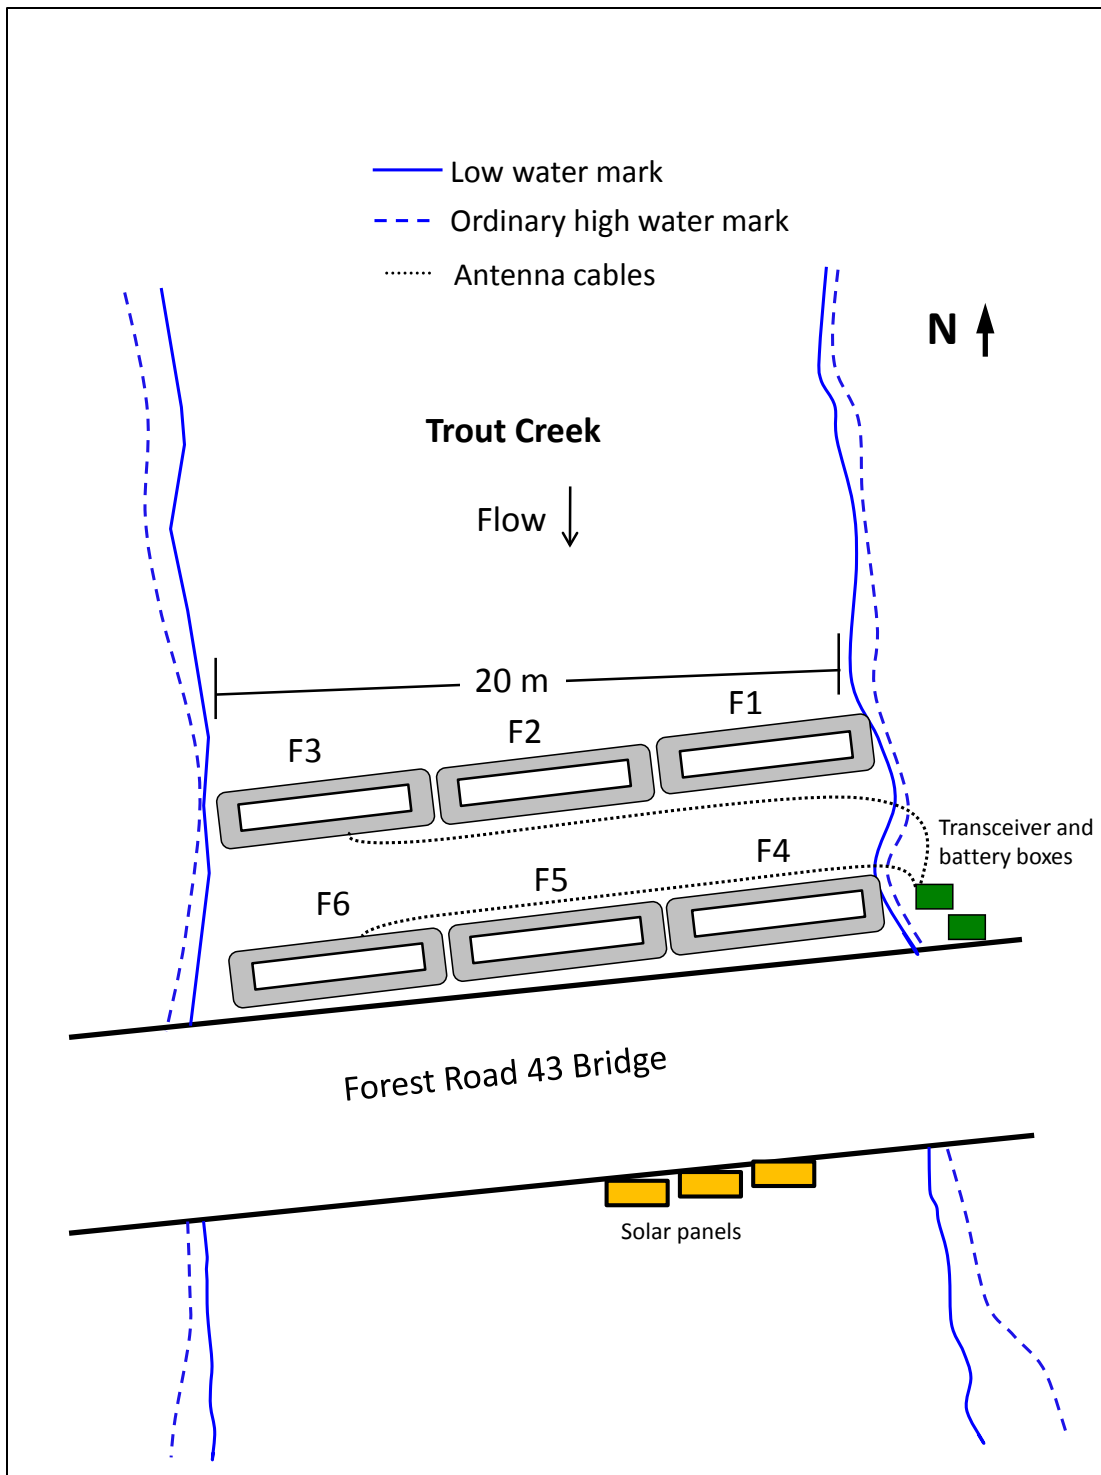 Low water mark
Ordinary high water mark
Antenna cables
N
Trout Creek
Flow
20 m
F1
F2
F3
Transceiver and
battery boxes
F4
F5
F6
Forest Road 43 Bridge
Solar panels